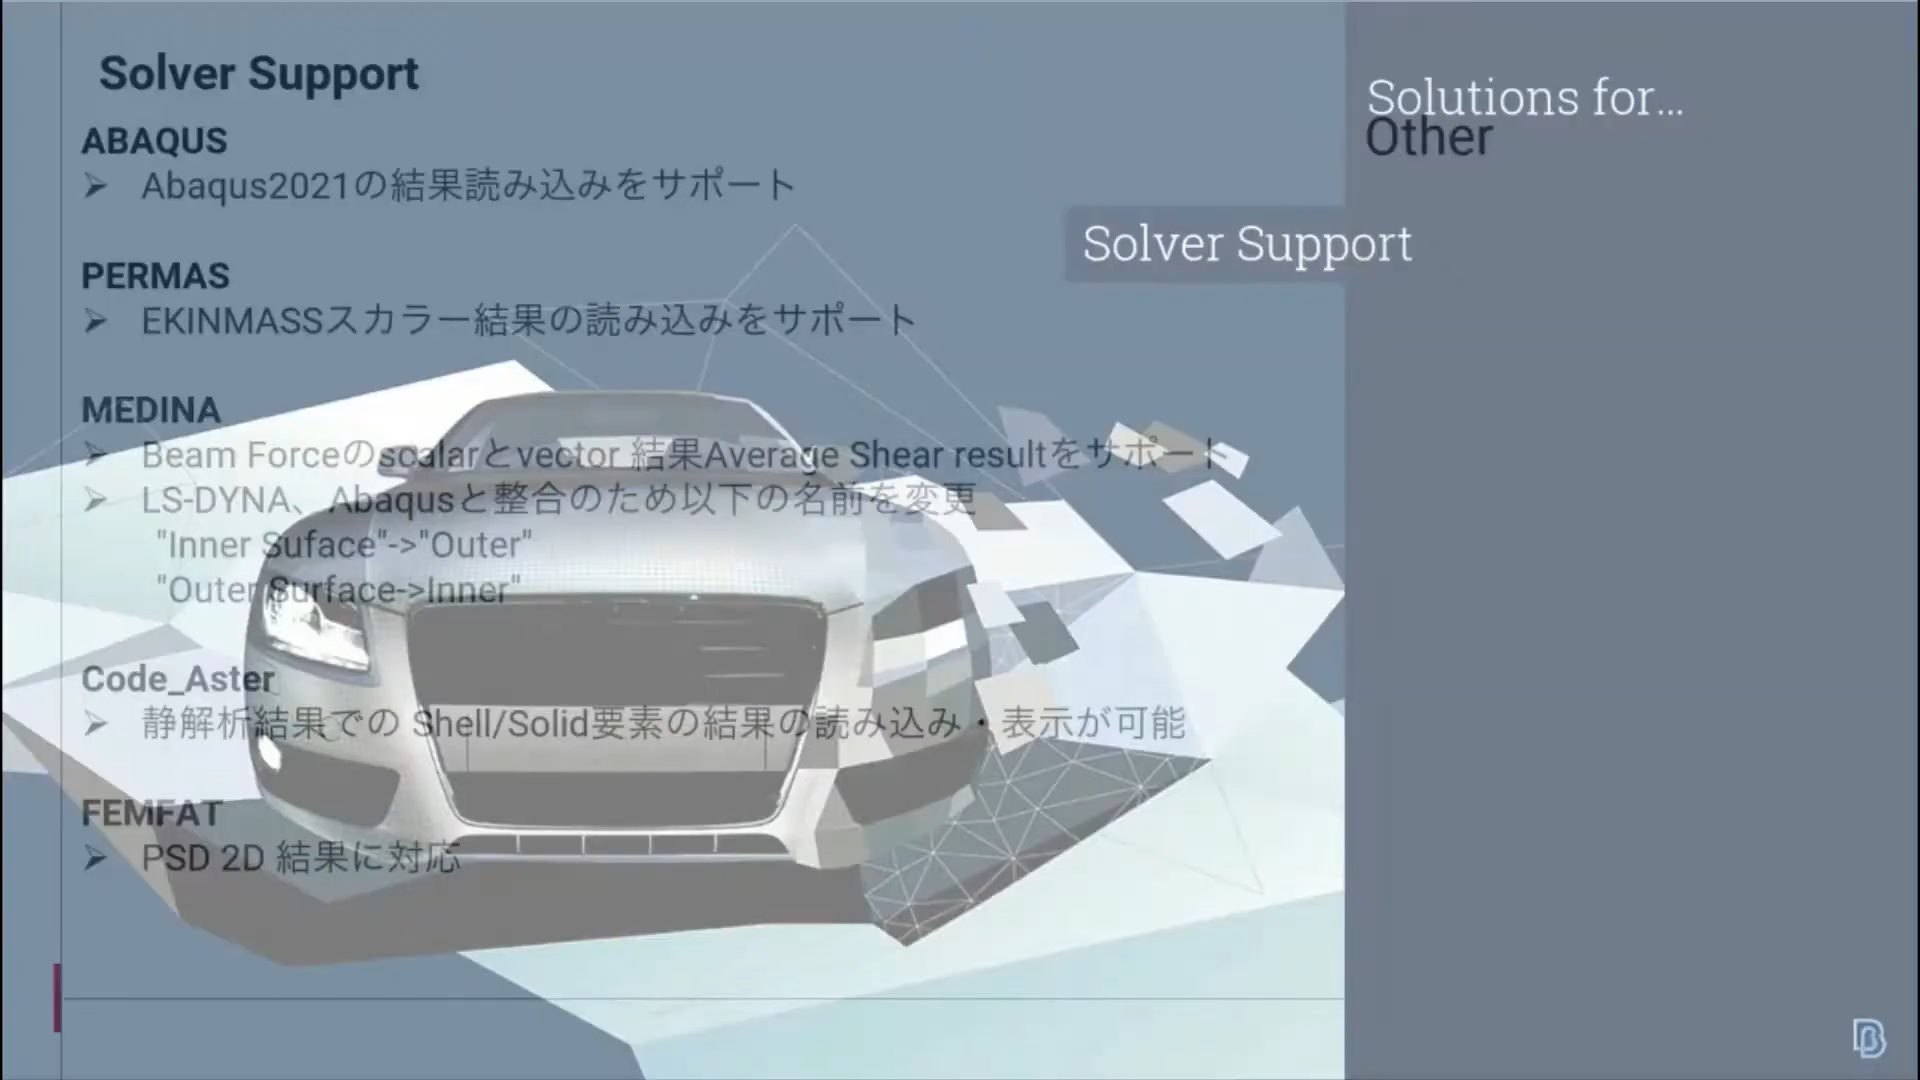 Solver Support
ABAQUS
➤ Abaqus2021の結果読み込みをサポート
PERMAS
➤ EKINMASSスカラー結果の読み込みをサポート
MEDINA
➤ Beam Forceのscalarとvector 結果Average Shear resultをサポート
➤ LS-DYNA、Abaqusと整合のため以下の名前を変更
"Inner Suface"->"Outer"
"Outer Surface->Inner"
Code_Aster
➤ 静解析結果での Shell/Solid要素の結果の読み込み・表示が可能
FEMFAT
➤ PSD 2D 結果に対応
Solutions for...
Other
Solver Support